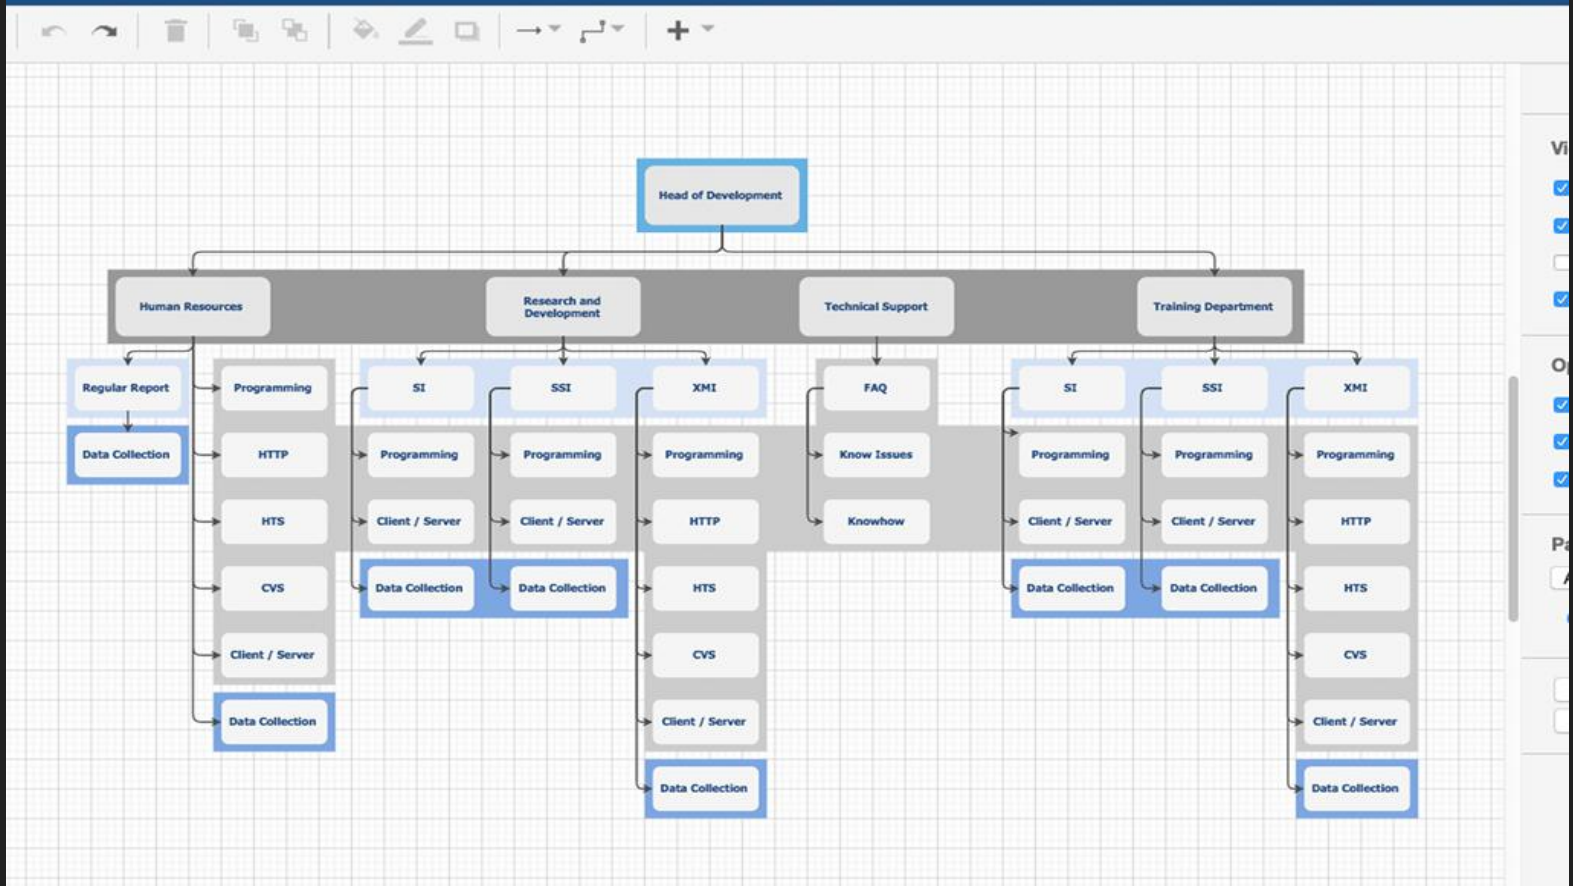 Head of Development
Human Resources
Research and
Development
Technical Support
Training Department
Regular Report
Programming
SI
SSI
XMI
FAQ
SI
SSI
XMI
Data Collection
HTTP
Programming
Programming
Programming
Know Issues
Programming
Programming
Programming
HTS
Client / Server
Client / Server
HTTP
Knowhow
Client / Server
Client / Server
HTTP
CVS
Data Collection
Data Collection
HTS
Data Collection
Data Collection
HTS
Client / Server
CVS
CVS
Data Collection
Client / Server
Client / Server
Data Collection
Data Collection